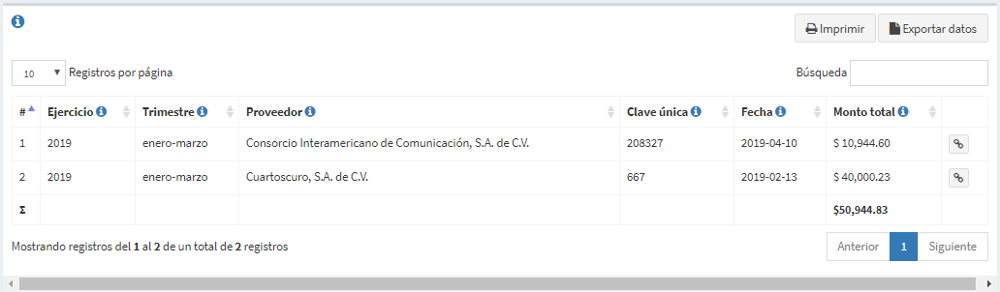 Imprimir Exportar datos
10 Registros por página Búsqueda
# Ejercicio Trimestre Proveedor Clave única Fecha Monto total
1 2019 enero-marzo Consorcio Interamericano de Comunicación, S.A. de C.V. 208327 2019-04-10 $ 10,944.60
2 2019 enero-marzo Cuartoscuro, S.A. de C.V. 667 2019-02-13 $ 40,000.23
Σ $50,944.83
Mostrando registros del 1 al 2 de un total de 2 registros Anterior 1 Siguiente